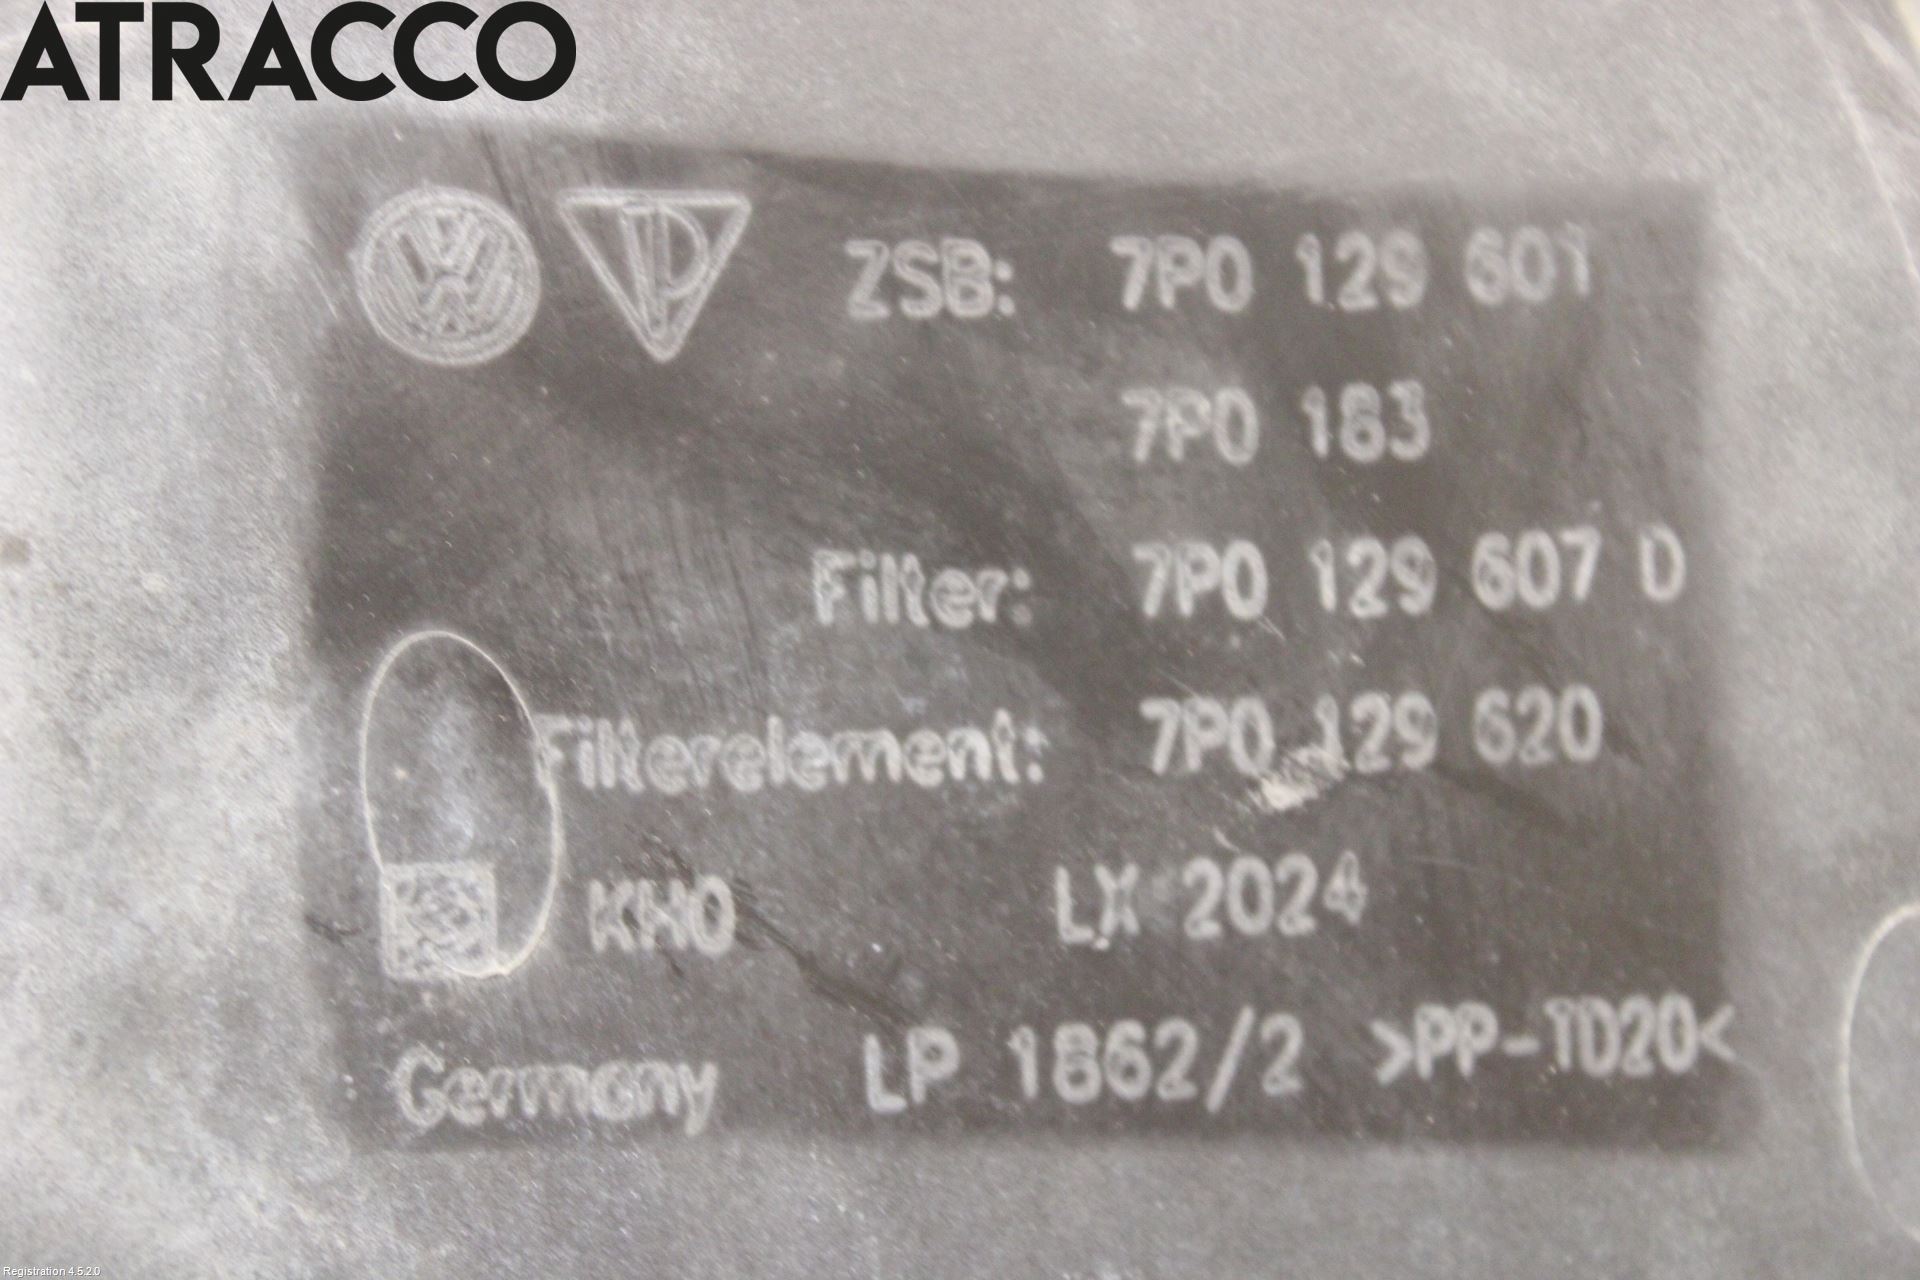 ATRACCO
ZSB: 7P0 129 601
7P0 183
Filter: 7P0 129 607 D
Filterelement: 7P0 129 620
KHO LX 2024
Germany LP 1862/2 >PP-TD20<
Registration 4.5.2.0